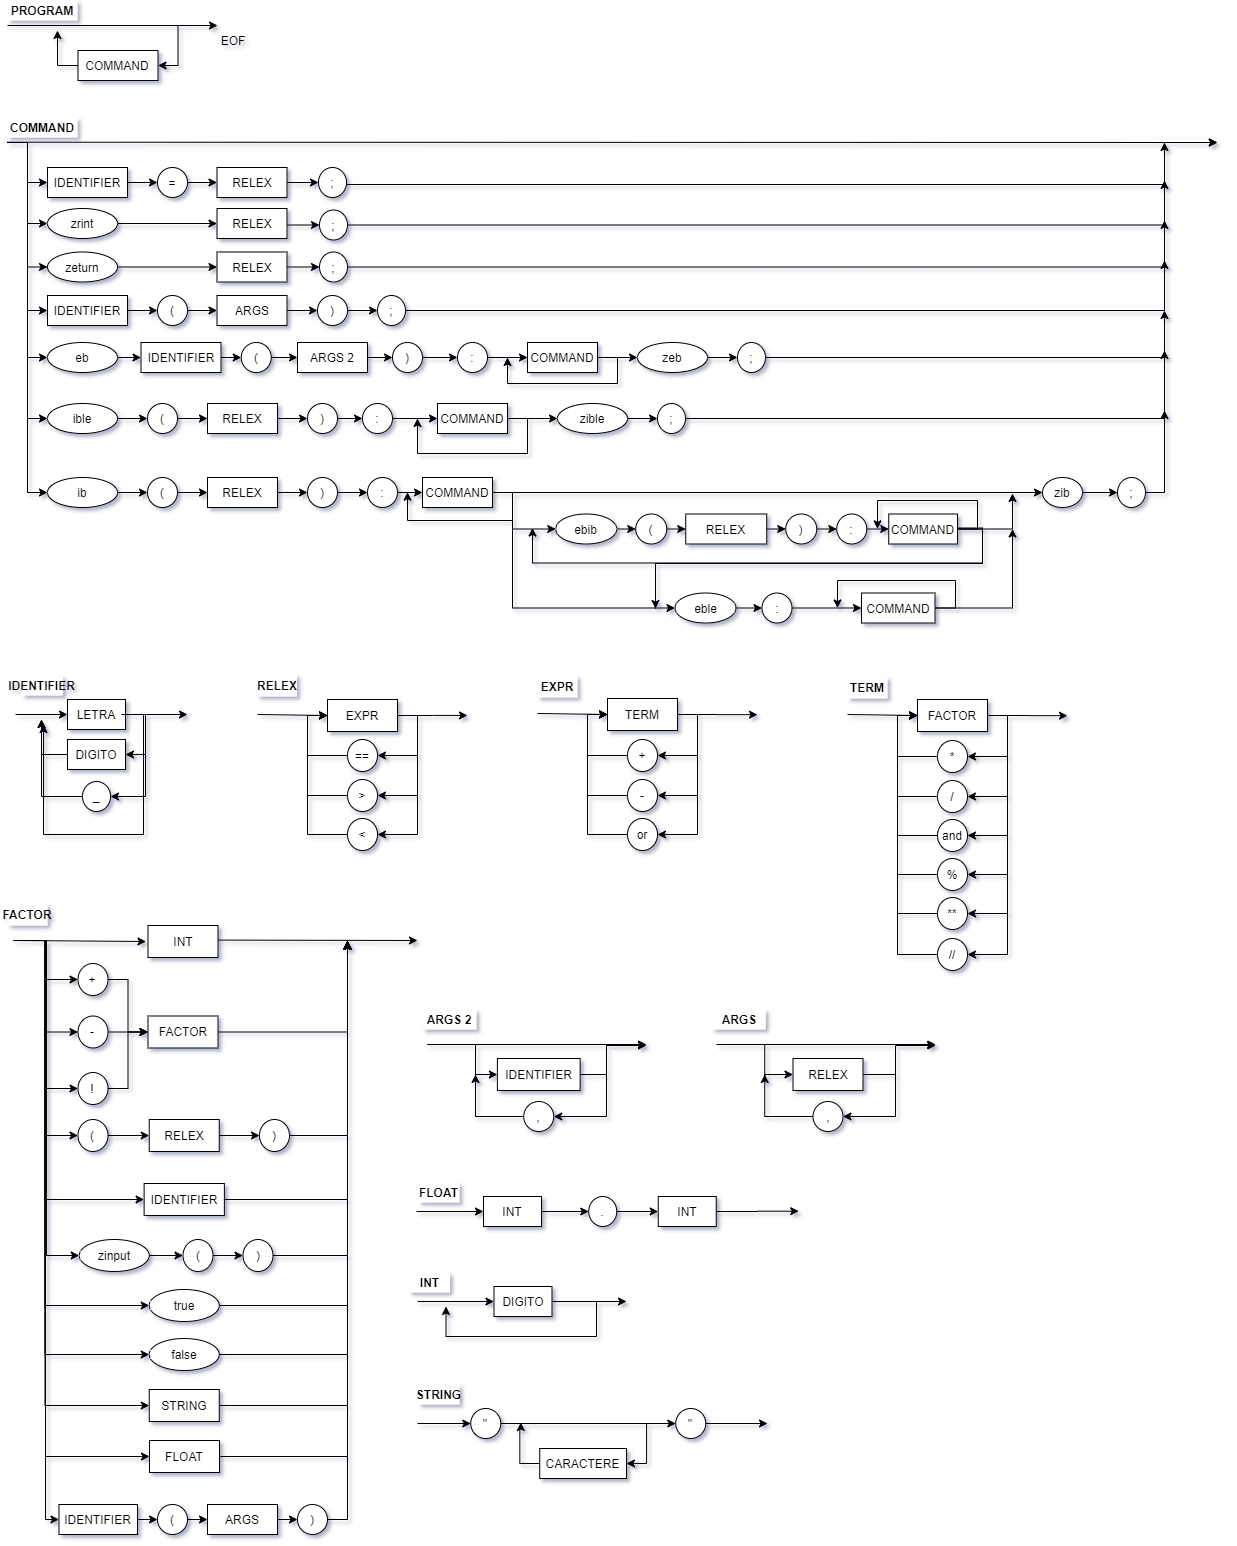 PROGRAM
EOF
COMMAND
COMMAND
IDENTIFIER = RELEX ;
zrint RELEX ;
zeturn RELEX ;
IDENTIFIER ( ARGS ) ;
eb IDENTIFIER ( ARGS 2 ) : COMMAND zeb ;
ible ( RELEX ) : COMMAND zible ;
ib ( RELEX ) : COMMAND zib ;
ebib ( RELEX ) : COMMAND
eble : COMMAND
IDENTIFIER
LETRA
DIGITO
_
RELEX
EXPR
==
>
<
EXPR
TERM
+
-
or
TERM
FACTOR
*
/
and
%
**
//
FACTOR
INT
+
- FACTOR
!
( RELEX )
IDENTIFIER
zinput ( )
true
false
STRING
FLOAT
IDENTIFIER ( ARGS )
ARGS 2
IDENTIFIER
,
ARGS
RELEX
,
FLOAT
INT . INT
INT
DIGITO
STRING
" "
CARACTERE